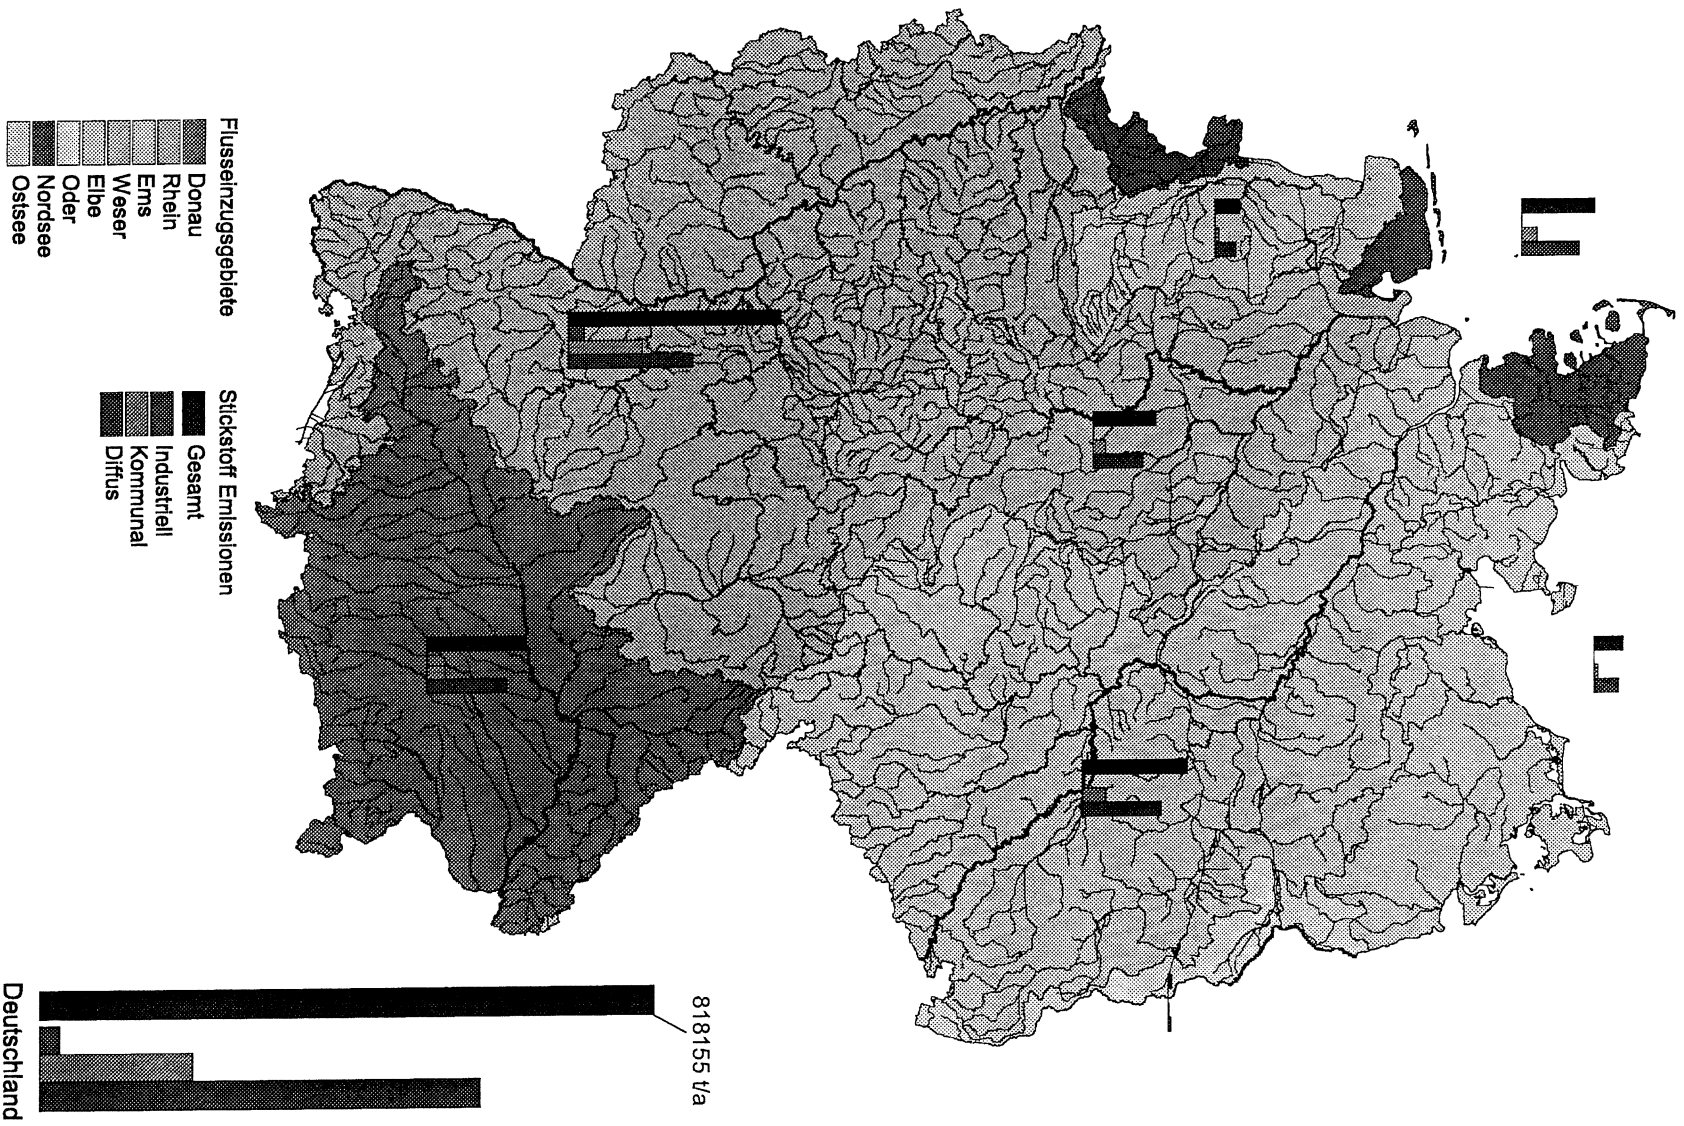 Flusseinzugsgebiete
Donau
Rhein
Ems
Weser
Elbe
Oder
Nordsee
Ostsee
Stickstoff Emissionen
Gesamt
Industriell
Kommunal
Diffus
818155 t/a
Deutschland